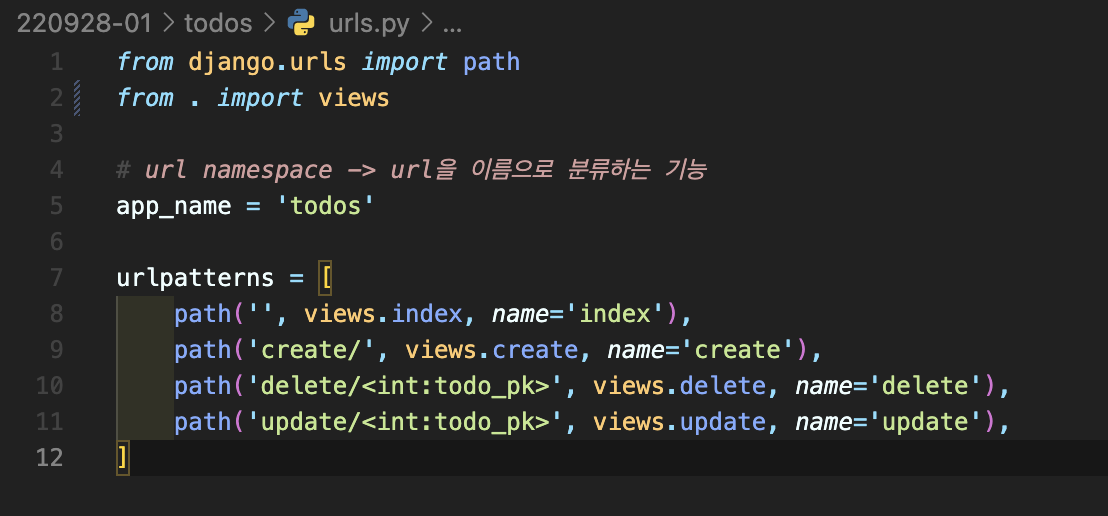 220928-01 > todos > urls.py > ...
1 from django.urls import path
2 from . import views
3
4 # url namespace -> url을 이름으로 분류하는 기능
5 app_name = 'todos'
6
7 urlpatterns = [
8     path('', views.index, name='index'),
9     path('create/', views.create, name='create'),
10     path('delete/<int:todo_pk>', views.delete, name='delete'),
11     path('update/<int:todo_pk>', views.update, name='update'),
12 ]